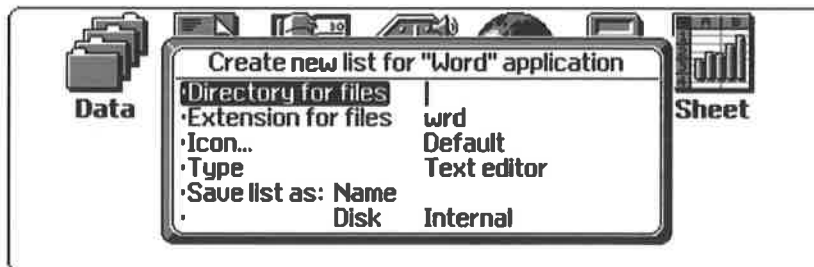 10
A B
Create new list for "Word" application
Data
Sheet
·Directory for files
·Extension for files wrd
·Icon... Default
·Type Text editor
·Save list as: Name
· Disk Internal